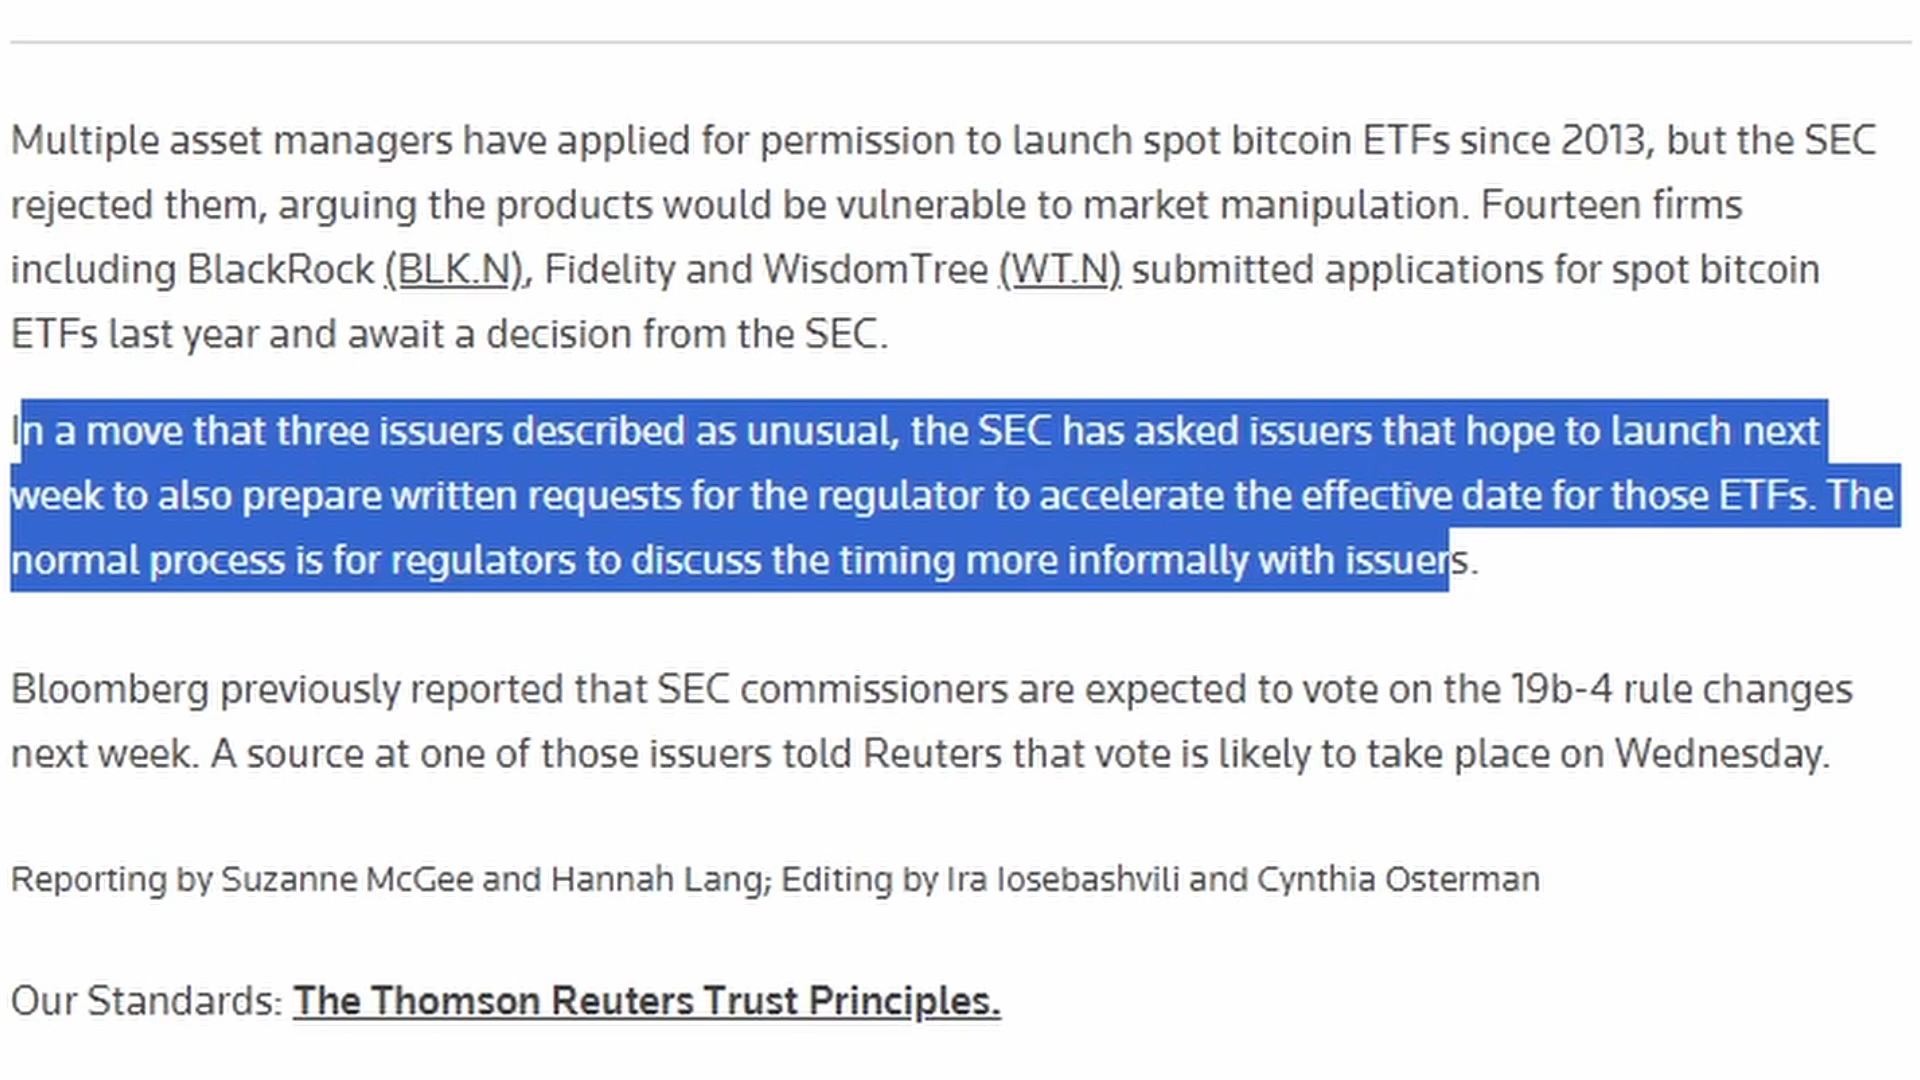 Multiple asset managers have applied for permission to launch spot bitcoin ETFs since 2013, but the SEC
rejected them, arguing the products would be vulnerable to market manipulation. Fourteen firms
including BlackRock (BLK.N), Fidelity and WisdomTree (WT.N) submitted applications for spot bitcoin
ETFs last year and await a decision from the SEC.
In a move that three issuers described as unusual, the SEC has asked issuers that hope to launch next
week to also prepare written requests for the regulator to accelerate the effective date for those ETFs. The
normal process is for regulators to discuss the timing more informally with issuers.
Bloomberg previously reported that SEC commissioners are expected to vote on the 19b-4 rule changes
next week. A source at one of those issuers told Reuters that vote is likely to take place on Wednesday.
Reporting by Suzanne McGee and Hannah Lang; Editing by Ira Iosebashvili and Cynthia Osterman
Our Standards: The Thomson Reuters Trust Principles.